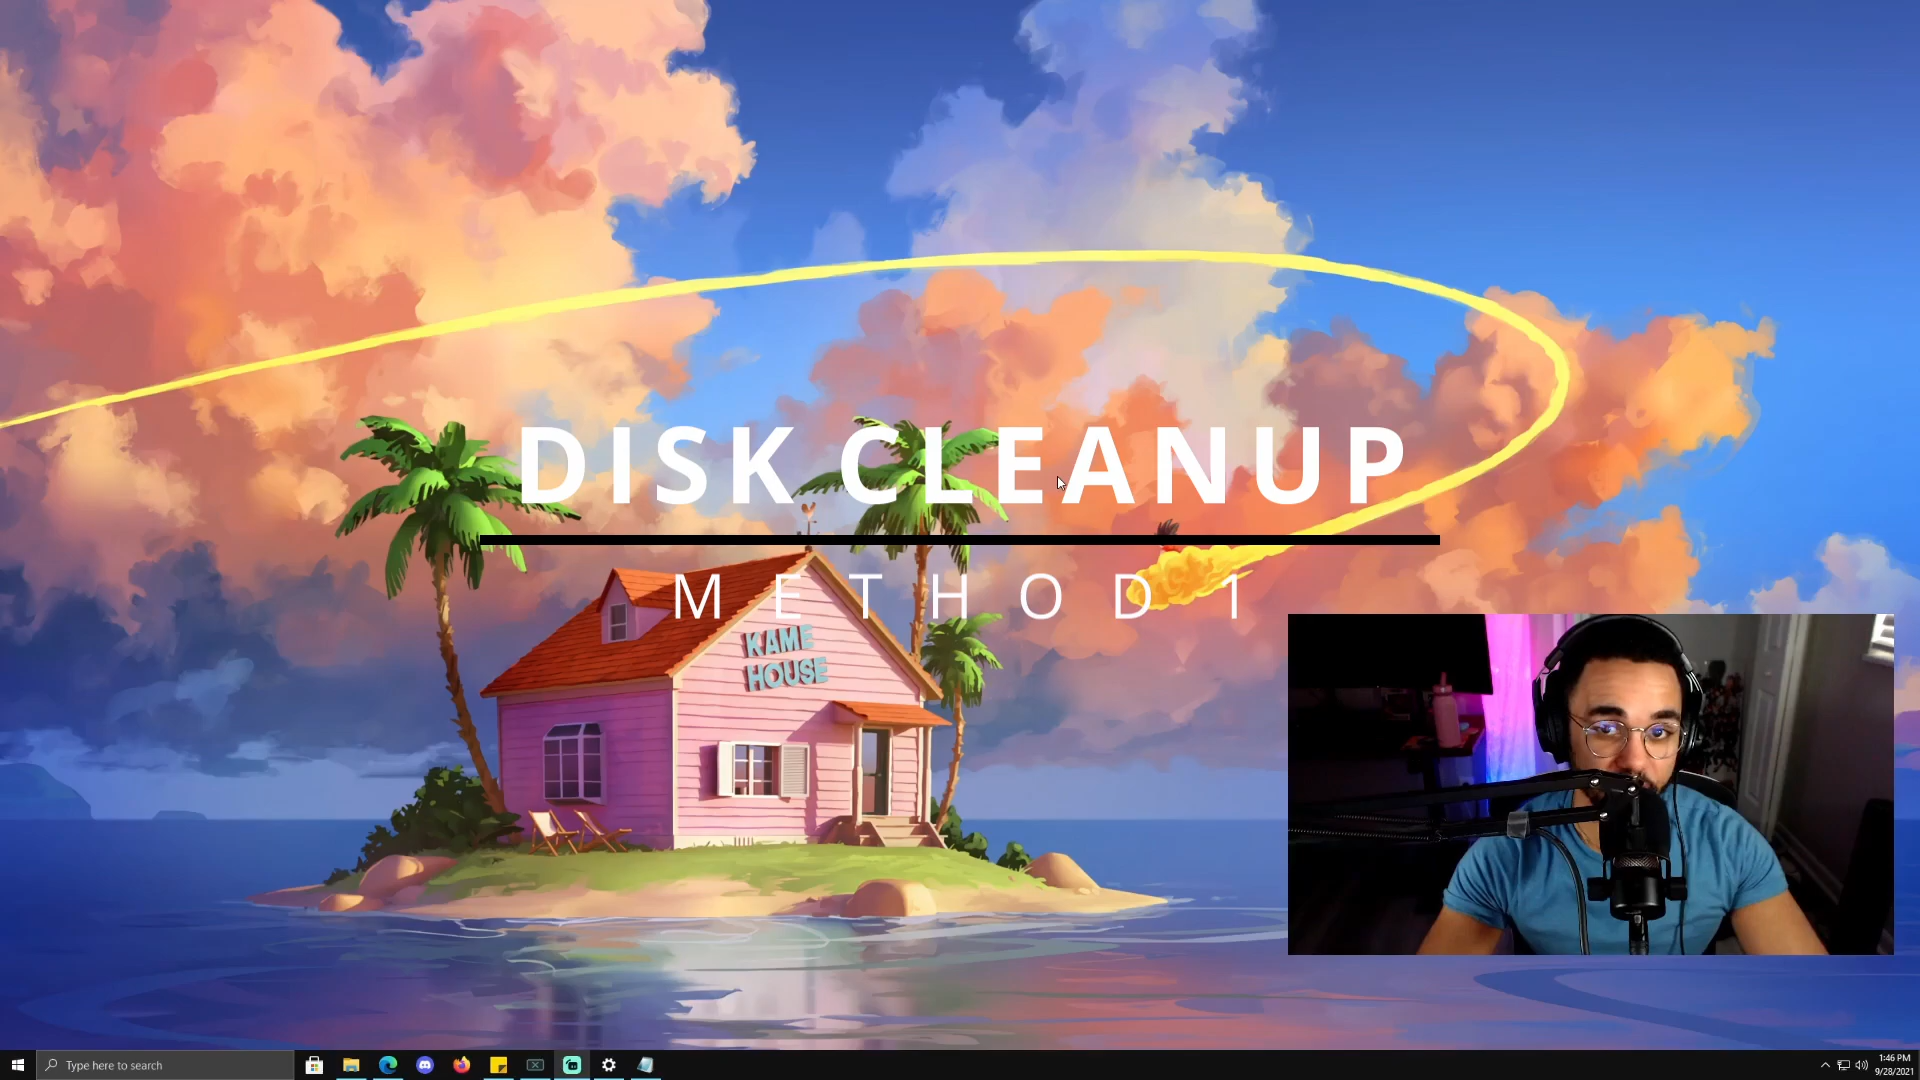 DISK CLEANUP
METHOD 1
KAME
HOUSE
Type here to search
1:46 PM
9/28/2021